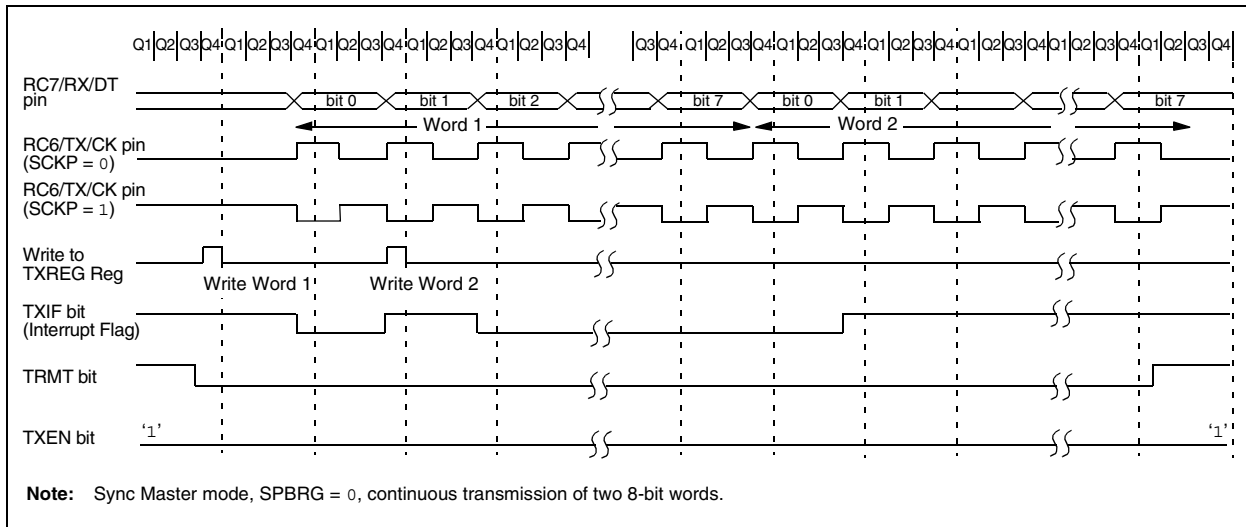 Q1 Q2 Q3 Q4 Q1 Q2 Q3 Q4 Q1 Q2 Q3 Q4 Q1 Q2 Q3 Q4 Q1 Q2 Q3 Q4 Q3 Q4 Q1 Q2 Q3 Q4 Q1 Q2 Q3 Q4 Q1 Q2 Q3 Q4 Q1 Q2 Q3 Q4 Q1 Q2 Q3 Q4 Q1 Q2 Q3 Q4
RC7/RX/DT
pin
bit 0 bit 1 bit 2 bit 7 bit 0 bit 1 bit 7
Word 1 Word 2
RC6/TX/CK pin
(SCKP = 0)
RC6/TX/CK pin
(SCKP = 1)
Write to
TXREG Reg
Write Word 1 Write Word 2
TXIF bit
(Interrupt Flag)
TRMT bit
TXEN bit
‘1’ ‘1’
Note: Sync Master mode, SPBRG = 0, continuous transmission of two 8-bit words.